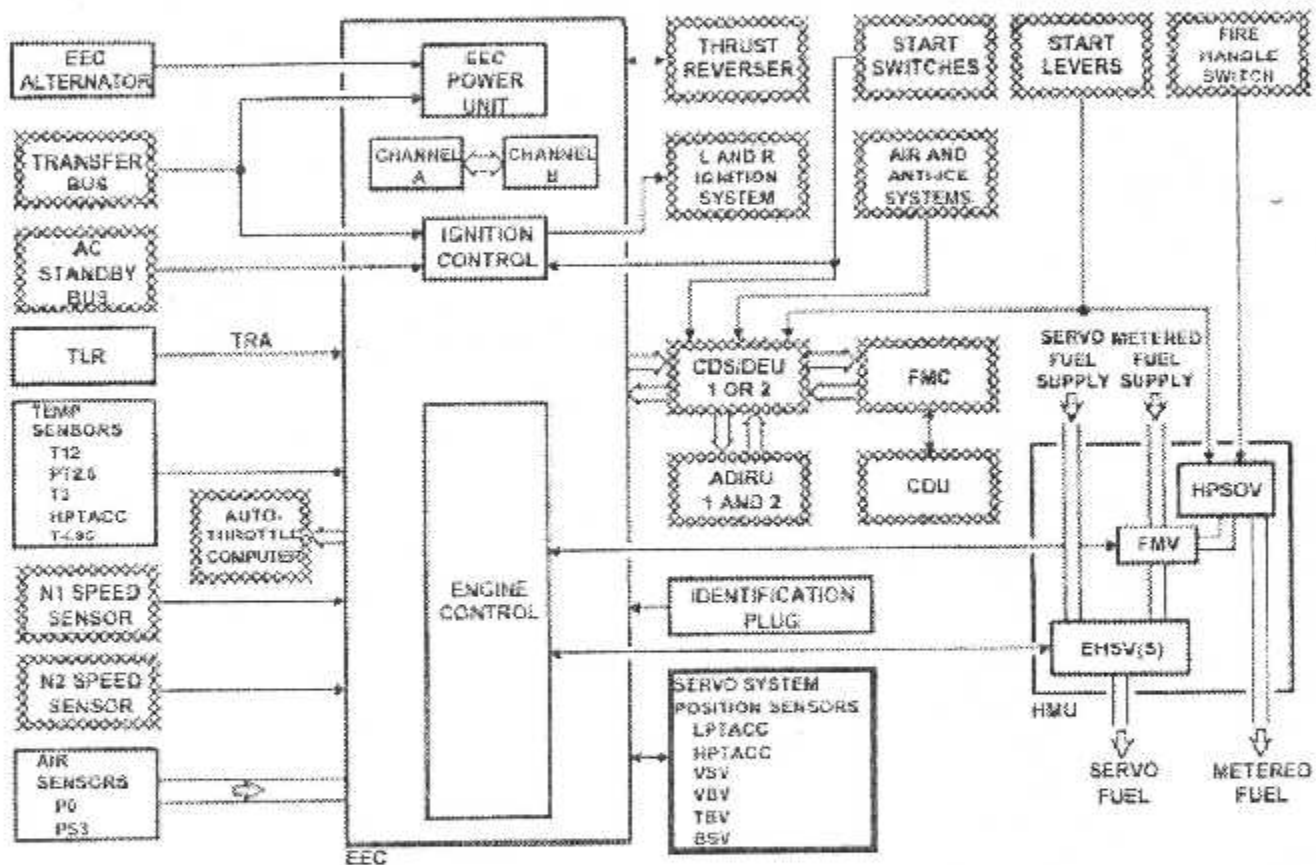 EEC
ALTERNATOR
TRANSFER
BUS
AC
STANDBY
BUS
TLR
TRA
TEMP
SENSORS
T12
PT2.5
T3
HPTACC
T4.95
AUTO-
THROTTLE
COMPUTER
N1 SPEED
SENSOR
N2 SPEED
SENSOR
AIR
SENSORS
P0
PS3
EEC
POWER
UNIT
CHANNEL
A
CHANNEL
B
IGNITION
CONTROL
ENGINE
CONTROL
EEC
THRUST
REVERSER
START
SWITCHES
START
LEVERS
FIRE
HANDLE
SWITCH
L AND R
IGNITION
SYSTEM
AIR AND
ANTI-ICE
SYSTEMS
CDS/DEU
1 OR 2
FMC
ADIRU
1 AND 2
CDU
IDENTIFICATION
PLUG
SERVO SYSTEM
POSITION SENSORS
LPTACC
HPTACC
VSV
VBV
TBV
BSV
SERVO
FUEL
SUPPLY
METERED
FUEL
SUPPLY
HPSOV
FMV
EHSV(S)
HMU
SERVO
FUEL
METERED
FUEL